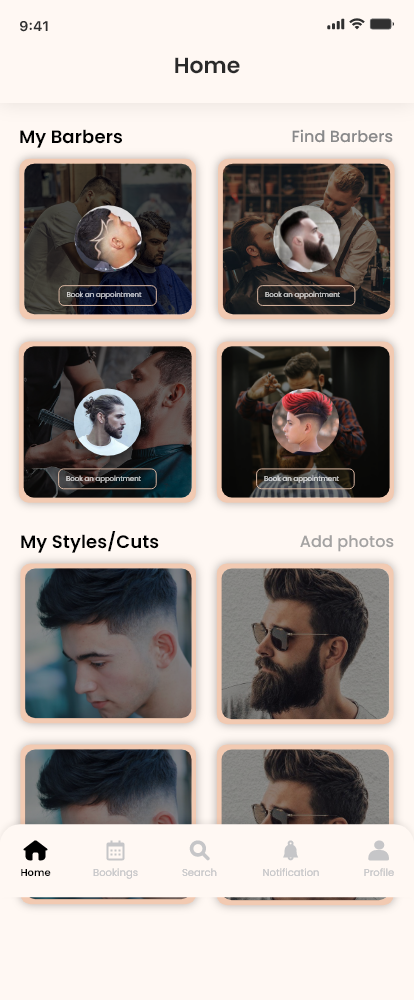 9:41
Home
My Barbers
Find Barbers
Book an appointment
Book an appointment
Book an appointment
Book an appointment
My Styles/Cuts
Add photos
Home
Bookings
Search
Notification
Profile